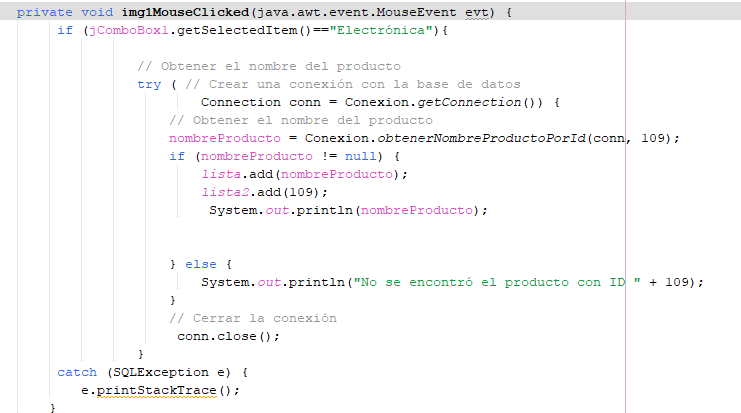 private void img1MouseClicked(java.awt.event.MouseEvent evt) {
if (jComboBox1.getSelectedItem()=="Electrónica"){
// Obtener el nombre del producto
try ( // Crear una conexión con la base de datos
Connection conn = Conexion.getConnection()) {
// Obtener el nombre del producto
nombreProducto = Conexion.obtenerNombreProductoPorId(conn, 109);
if (nombreProducto != null) {
lista.add(nombreProducto);
lista2.add(109);
System.out.println(nombreProducto);
} else {
System.out.println("No se encontró el producto con ID " + 109);
}
// Cerrar la conexión
conn.close();
}
catch (SQLException e) {
e.printStackTrace();
}